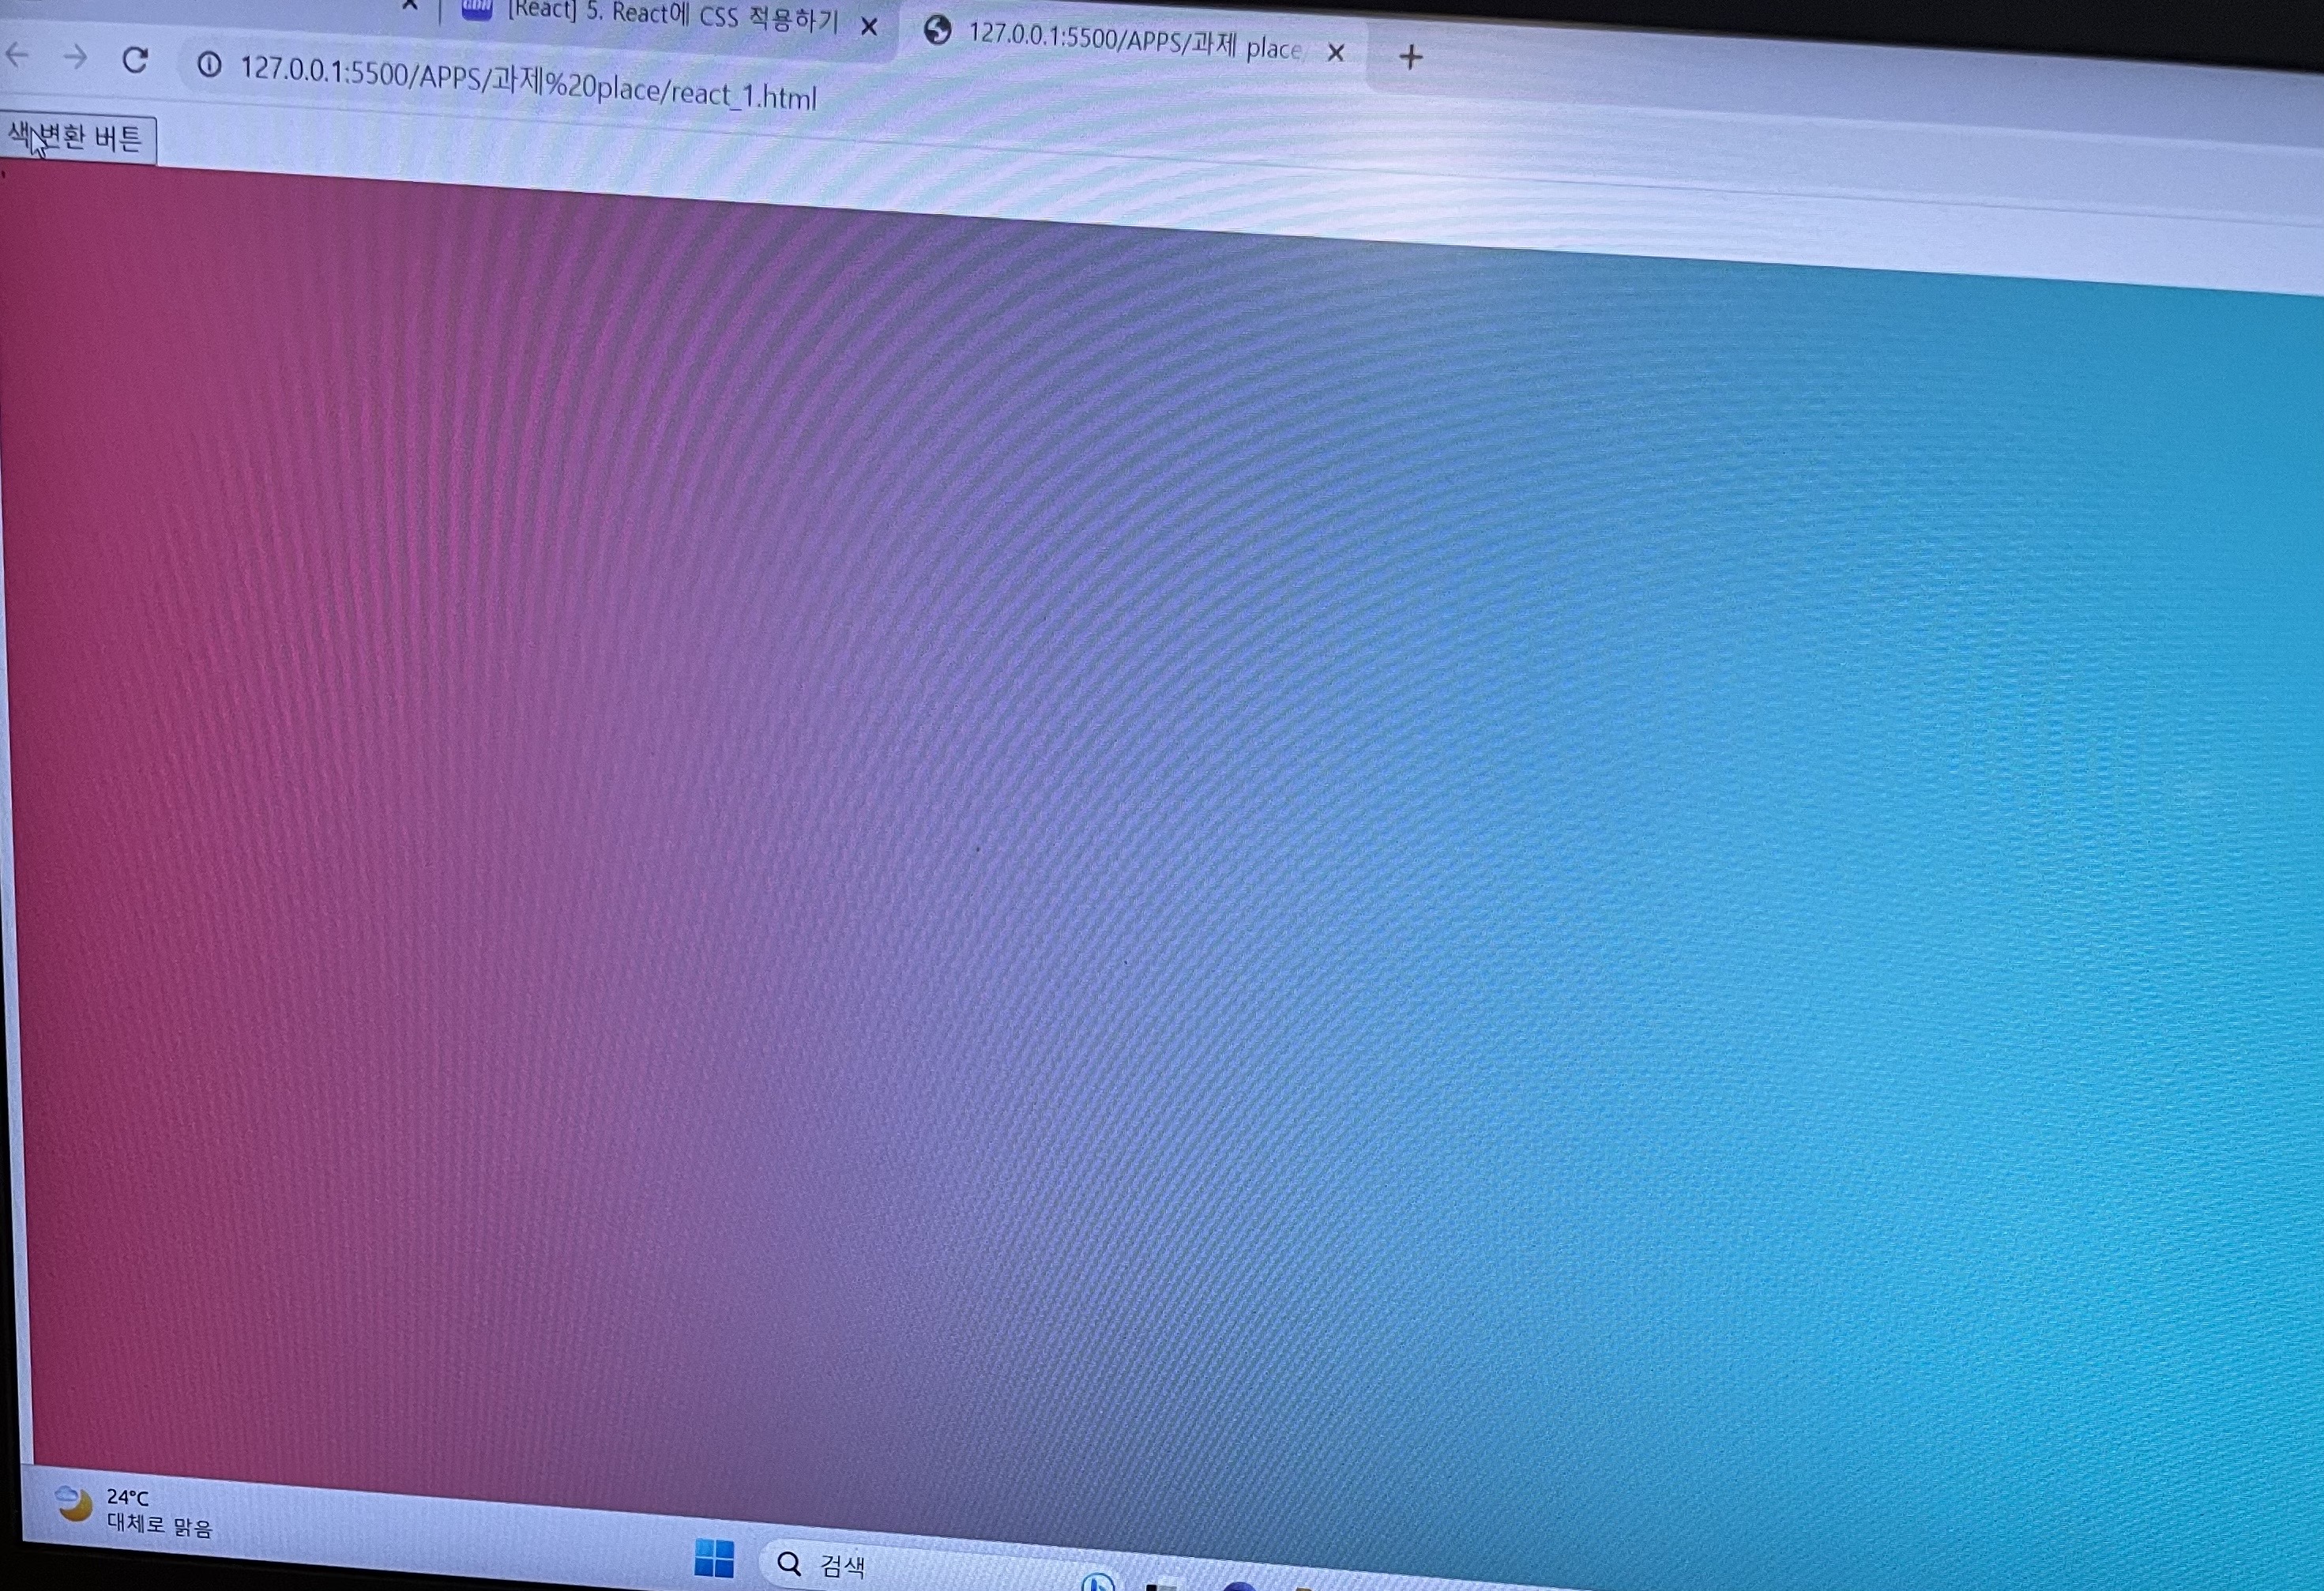 [React] 5. React에 CSS 적용하기
127.0.0.1:5500/APPS/과제 place/
127.0.0.1:5500/APPS/과제%20place/react_1.html
색 변환 버튼
24°C
대체로 맑음
검색